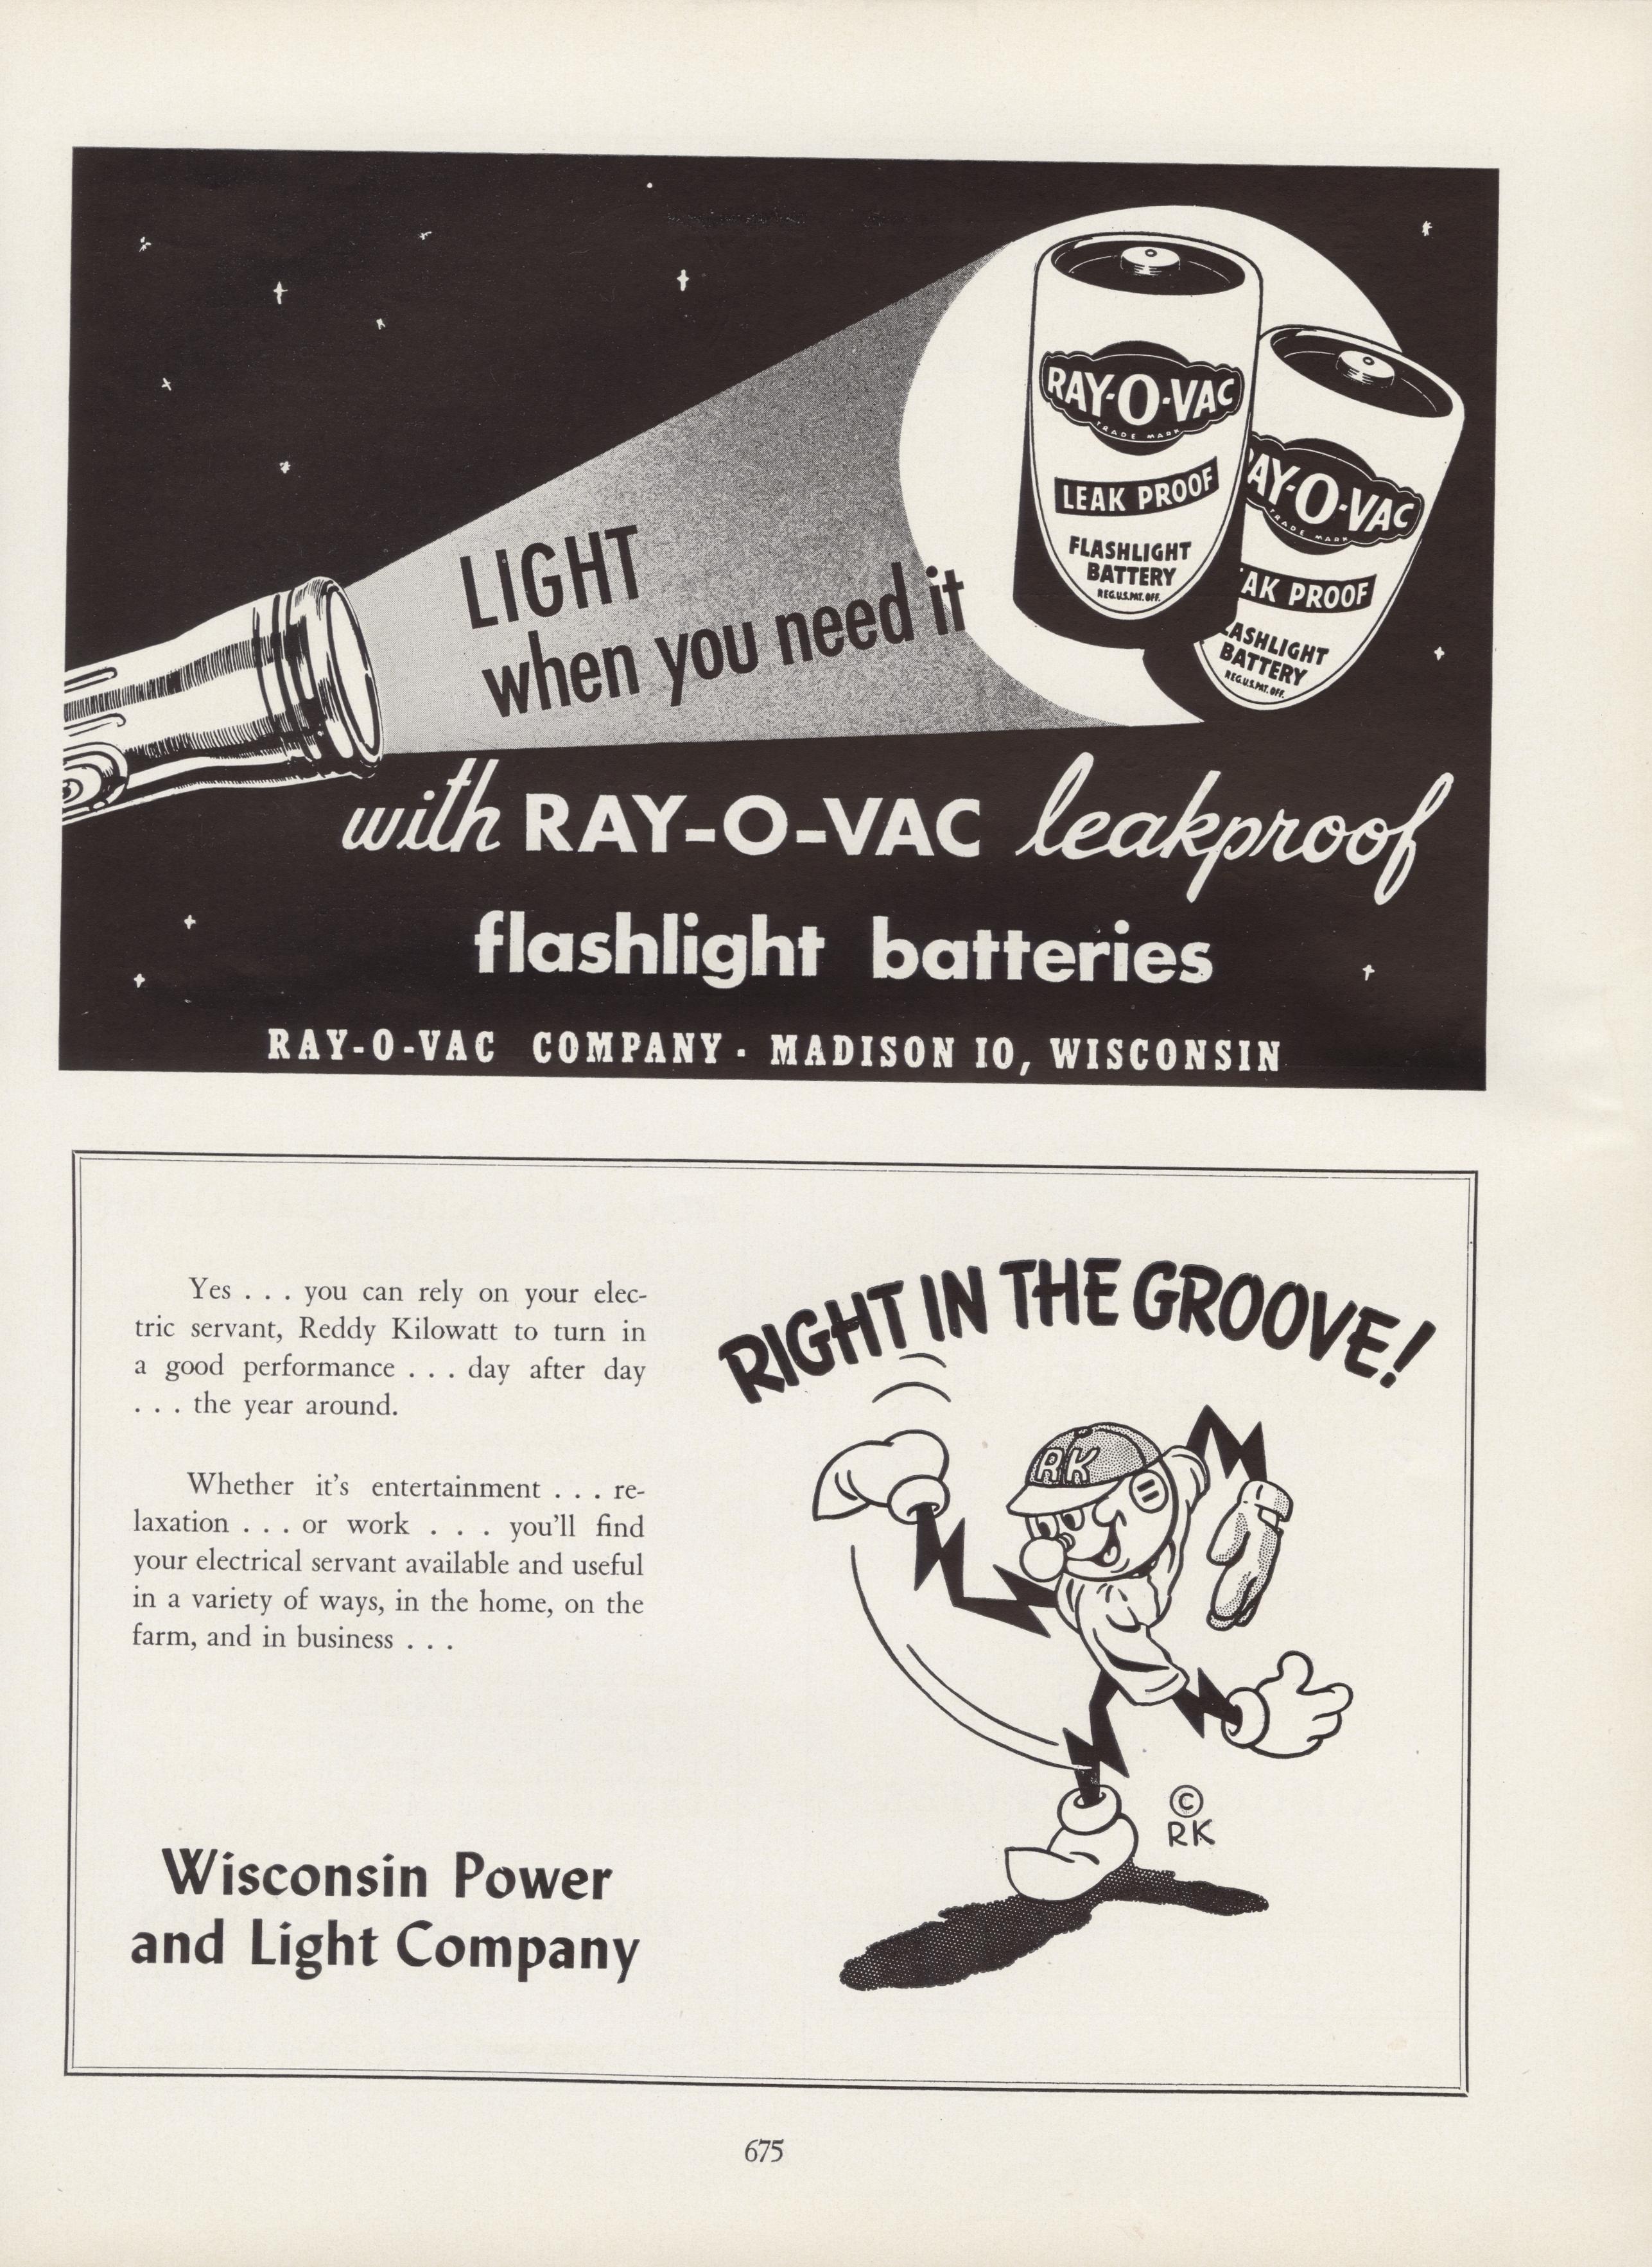 RAY-O-VAC
TRADE MARK
LEAK PROOF
FLASHLIGHT
BATTERY
REG.U.S.PAT.OFF.
AY-O-VAC
TRADE MARK
AK PROOF
LASHLIGHT
BATTERY
REG.U.S.PAT.OFF.
LIGHT
when you need it
with RAY-O-VAC leakproof
flashlight batteries
RAY-O-VAC COMPANY · MADISON 10, WISCONSIN
Yes . . . you can rely on your elec-
tric servant, Reddy Kilowatt to turn in
a good performance . . . day after day
. . . the year around.
Whether it's entertainment . . . re-
laxation . . . or work . . . you'll find
your electrical servant available and useful
in a variety of ways, in the home, on the
farm, and in business . . .
Wisconsin Power
and Light Company
RIGHT IN THE GROOVE!
RK
©
RK
675